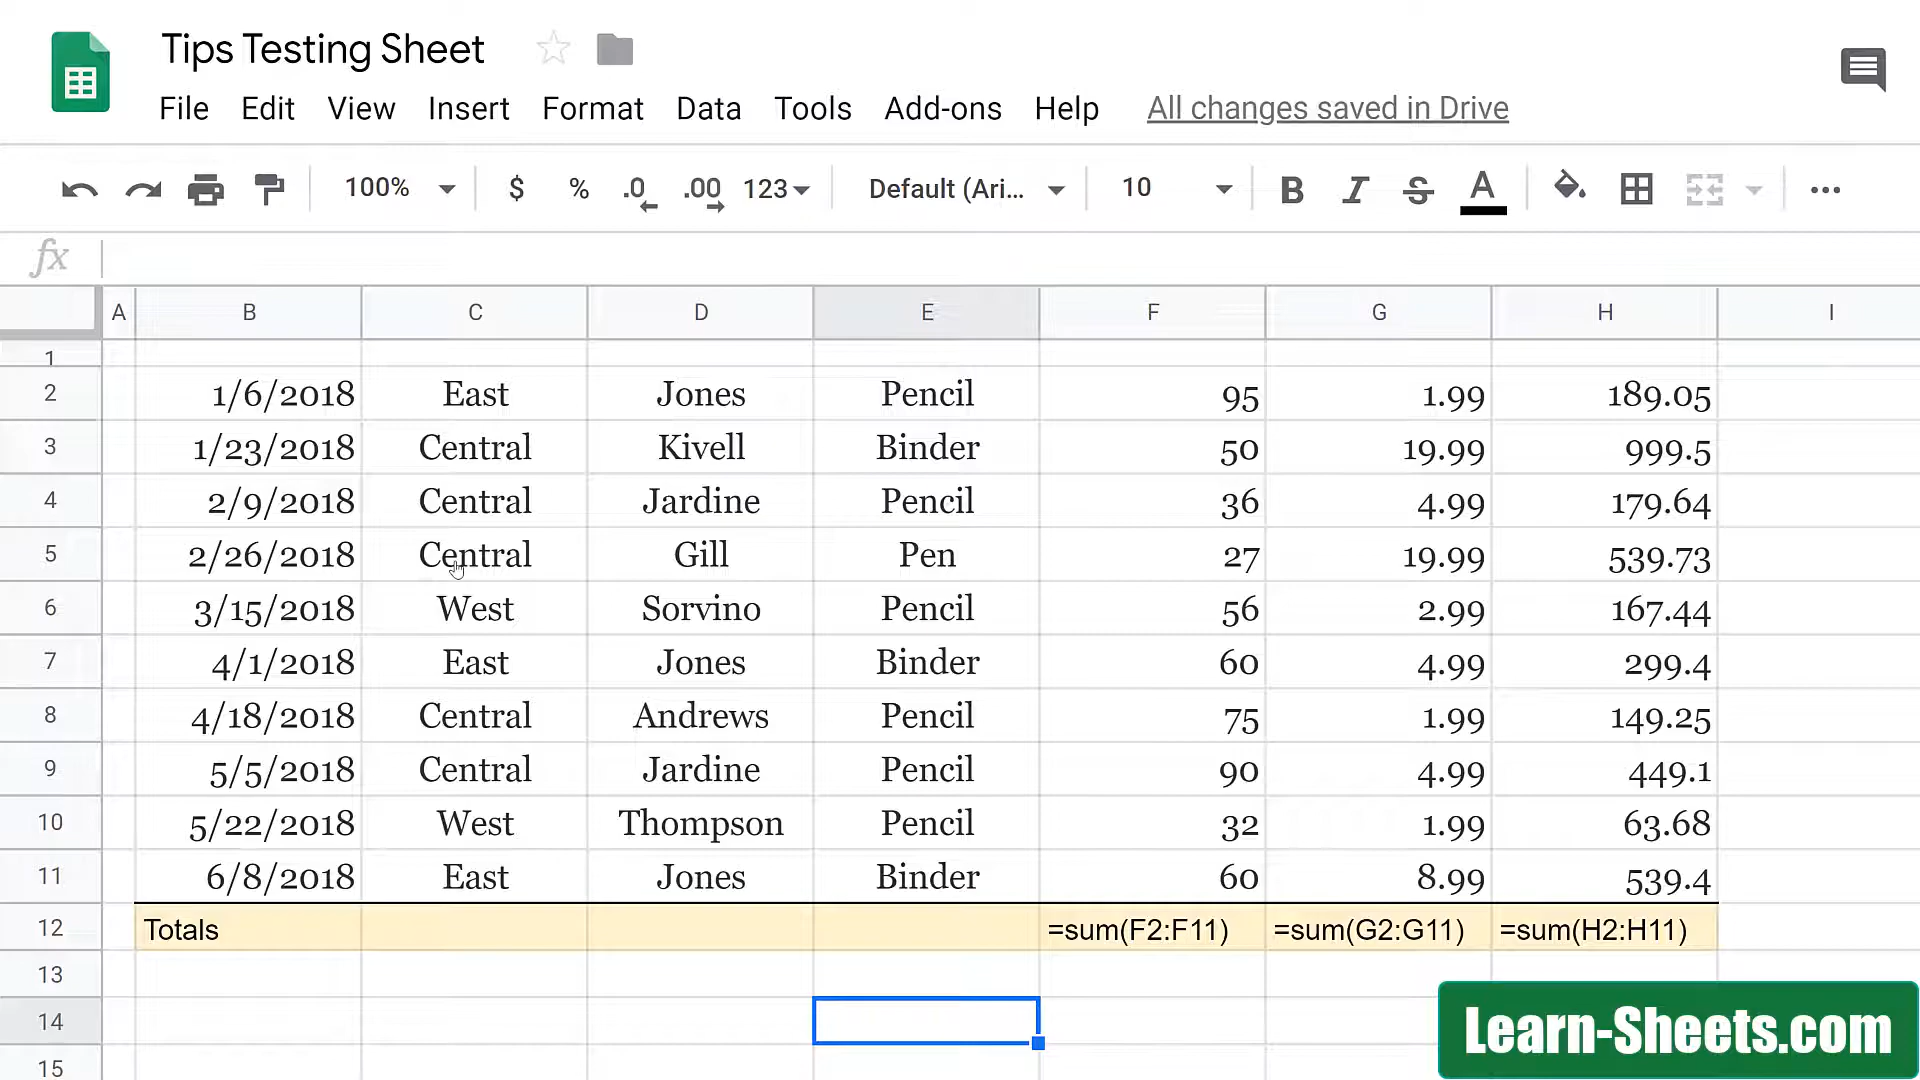 Tips Testing Sheet
File Edit View Insert Format Data Tools Add-ons Help All changes saved in Drive
100% $ % .0 .00 123 Default (Ari... 10 B I S A
fx
A B C D E F G H I
1
2 1/6/2018 East Jones Pencil 95 1.99 189.05
3 1/23/2018 Central Kivell Binder 50 19.99 999.5
4 2/9/2018 Central Jardine Pencil 36 4.99 179.64
5 2/26/2018 Central Gill Pen 27 19.99 539.73
6 3/15/2018 West Sorvino Pencil 56 2.99 167.44
7 4/1/2018 East Jones Binder 60 4.99 299.4
8 4/18/2018 Central Andrews Pencil 75 1.99 149.25
9 5/5/2018 Central Jardine Pencil 90 4.99 449.1
10 5/22/2018 West Thompson Pencil 32 1.99 63.68
11 6/8/2018 East Jones Binder 60 8.99 539.4
12 Totals =sum(F2:F11) =sum(G2:G11) =sum(H2:H11)
13
14
15
Learn-Sheets.com